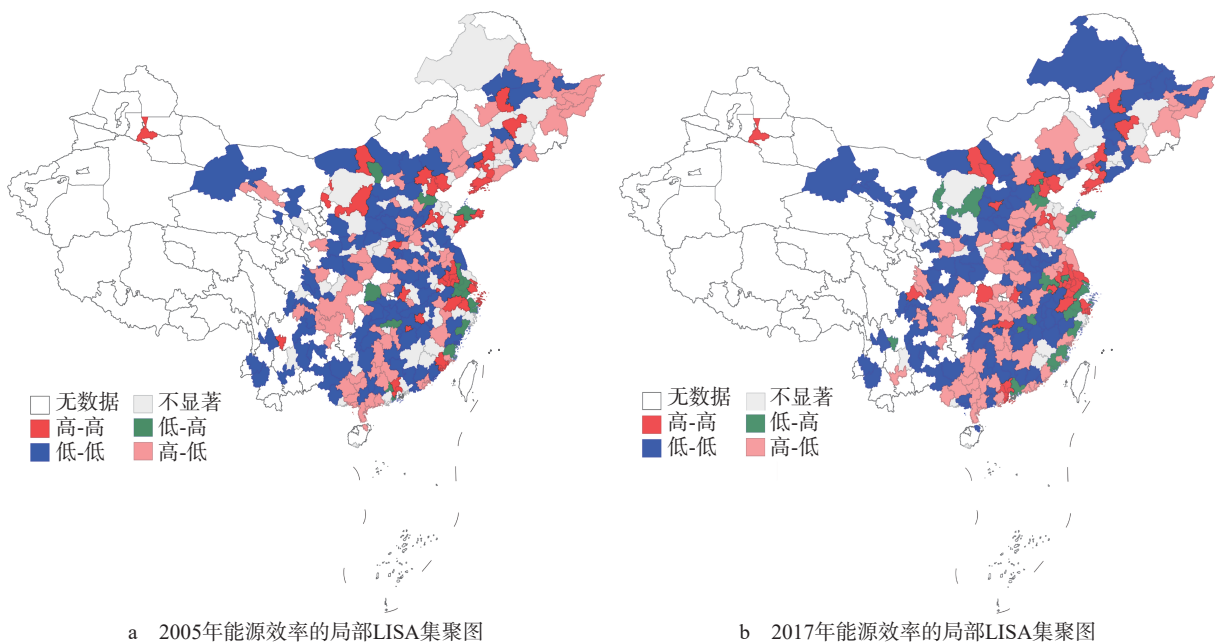 无数据 不显著
高-高 低-高
低-低 高-低
a 2005年能源效率的局部LISA集聚图
无数据 不显著
高-高 低-高
低-低 高-低
b 2017年能源效率的局部LISA集聚图